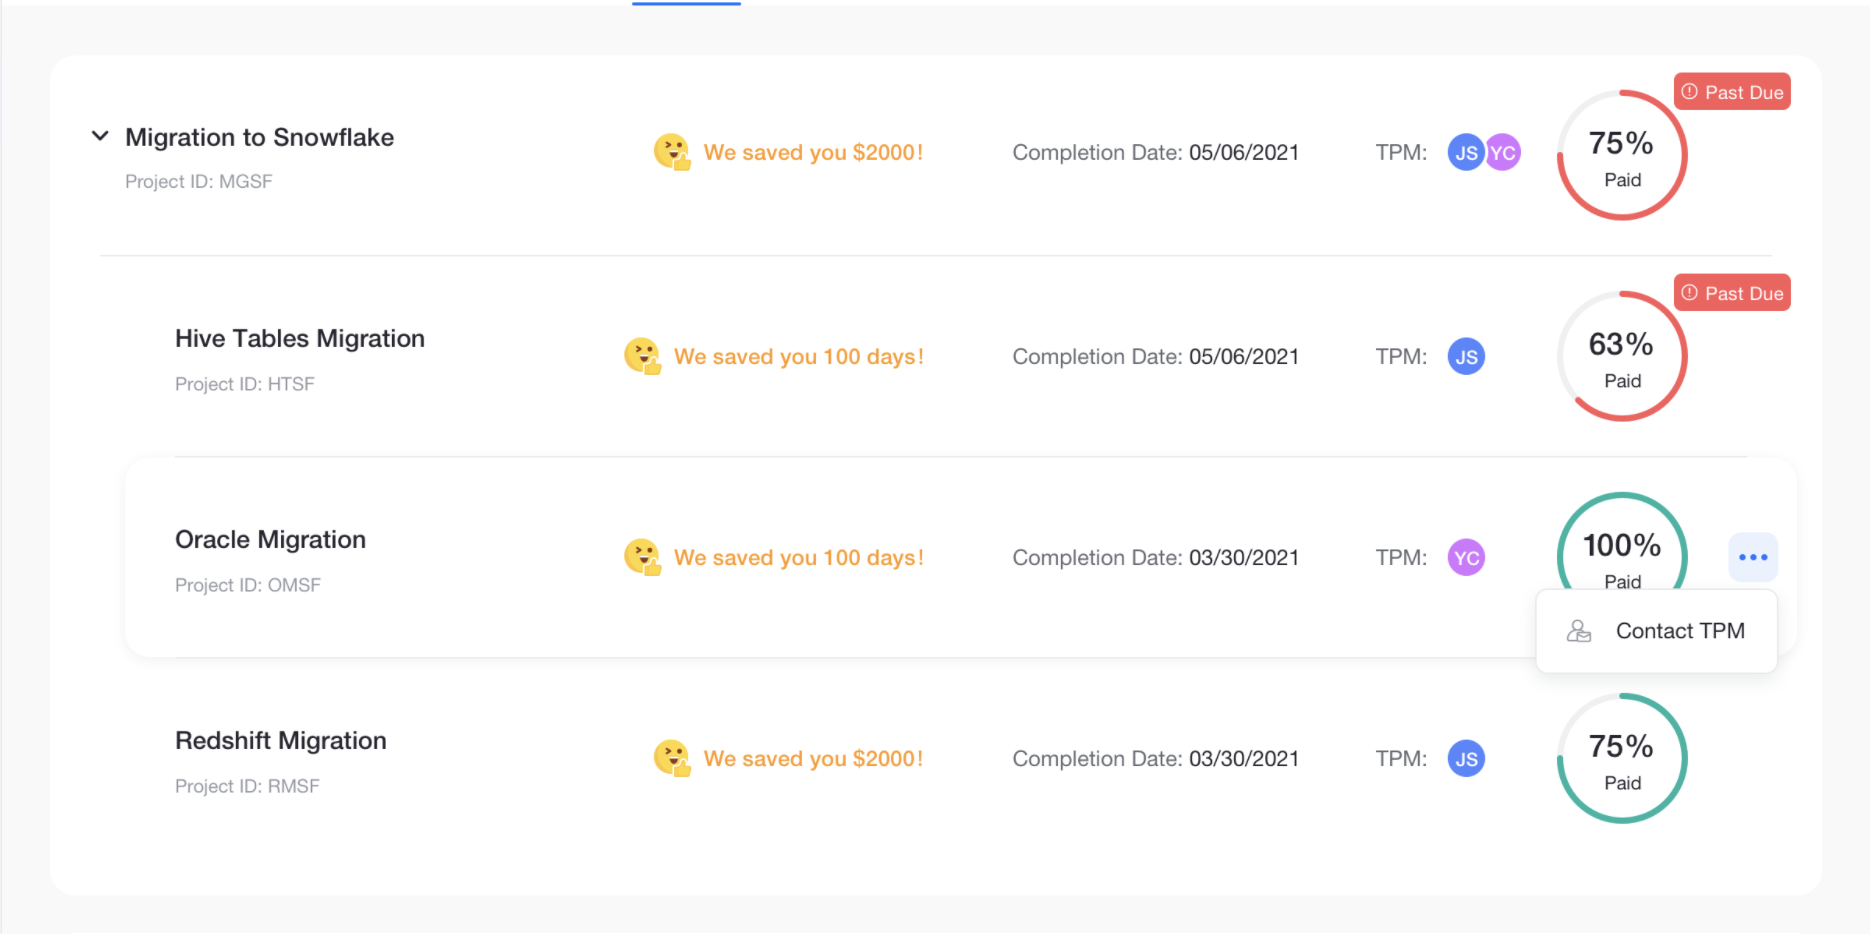 Past Due
Migration to Snowflake
Project ID: MGSF
We saved you $2000!
Completion Date: 05/06/2021
TPM: JS YC
75%
Paid
Past Due
Hive Tables Migration
Project ID: HTSF
We saved you 100 days!
Completion Date: 05/06/2021
TPM: JS
63%
Paid
Oracle Migration
Project ID: OMSF
We saved you 100 days!
Completion Date: 03/30/2021
TPM: YC
100%
Paid
Contact TPM
Redshift Migration
Project ID: RMSF
We saved you $2000!
Completion Date: 03/30/2021
TPM: JS
75%
Paid